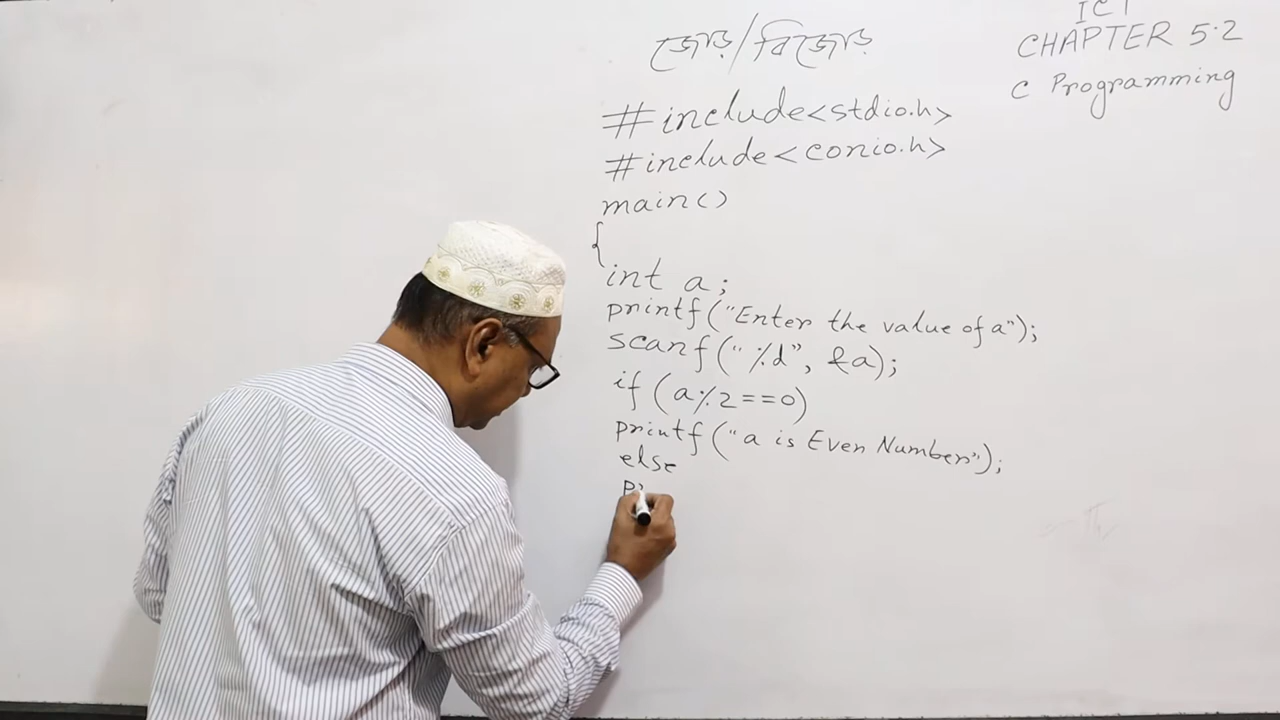 ICT
CHAPTER 5.2
C Programming
জোড়/বিজোড়
#include<stdio.h>
#include<conio.h>
main()
{
int a;
printf("Enter the value of a");
scanf("%d", &a);
if (a%2==0)
printf("a is Even Number");
else
Pr